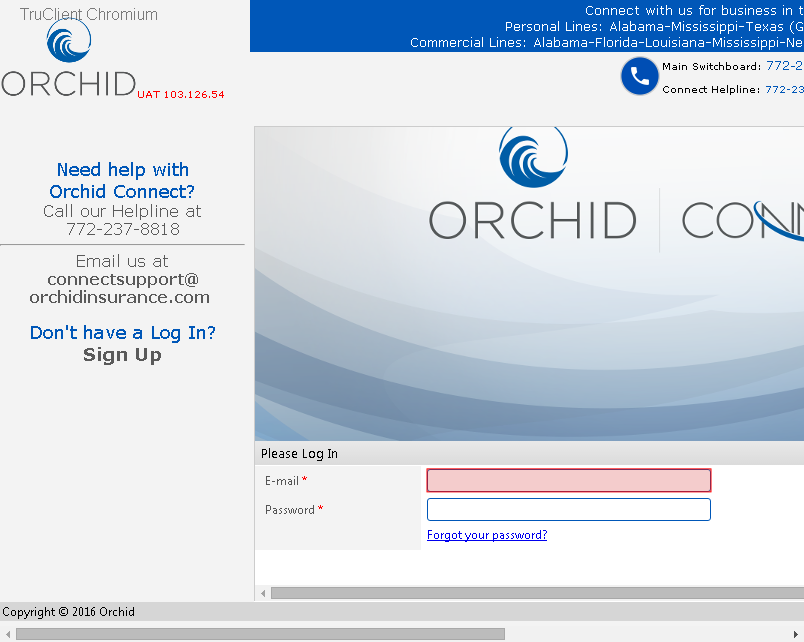 TruClient Chromium
ORCHID
UAT 103.126.54
Connect with us for business in t
Personal Lines: Alabama-Mississippi-Texas (G
Commercial Lines: Alabama-Florida-Louisiana-Mississippi-Ne
Main Switchboard: 772-2
Connect Helpline: 772-23
Need help with
Orchid Connect?
Call our Helpline at
772-237-8818
Email us at
connectsupport@
orchidinsurance.com
Don't have a Log In?
Sign Up
ORCHID | CONN
Please Log In
E-mail *
Password *
Forgot your password?
Copyright © 2016 Orchid